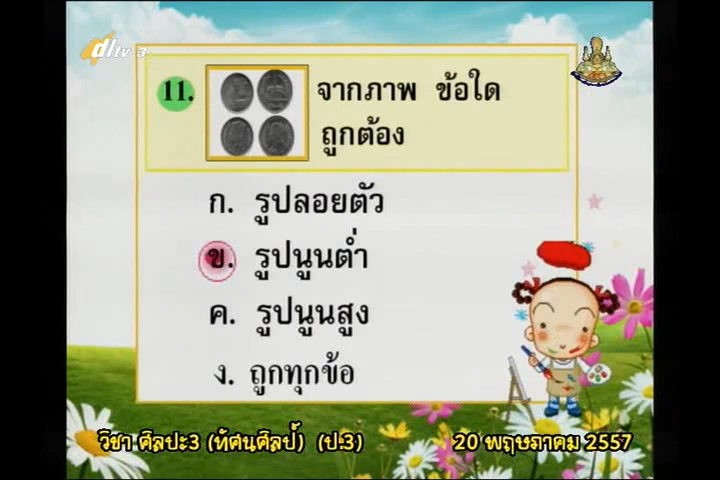 dltv 3
11. จากภาพ ข้อใด
ถูกต้อง
ก. รูปลอยตัว
ข. รูปนูนต่ำ
ค. รูปนูนสูง
ง. ถูกทุกข้อ
วิชา ศิลปะ3 (ทัศนศิลป์) (ป.3) 20 พฤษภาคม 2557